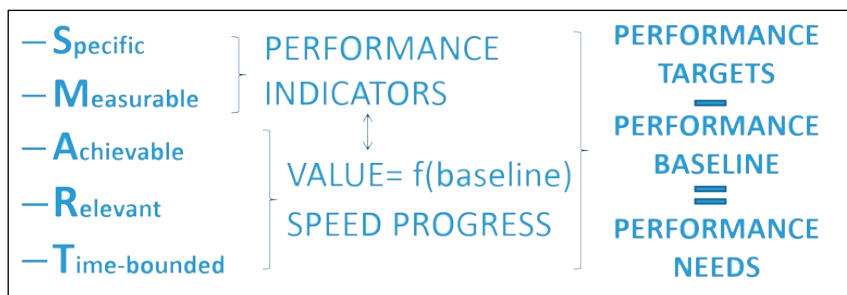 — Specific
— Measurable
— Achievable
— Relevant
— Time-bounded
PERFORMANCE
INDICATORS
VALUE= f(baseline)
SPEED PROGRESS
PERFORMANCE
TARGETS
–
PERFORMANCE
BASELINE
=
PERFORMANCE
NEEDS